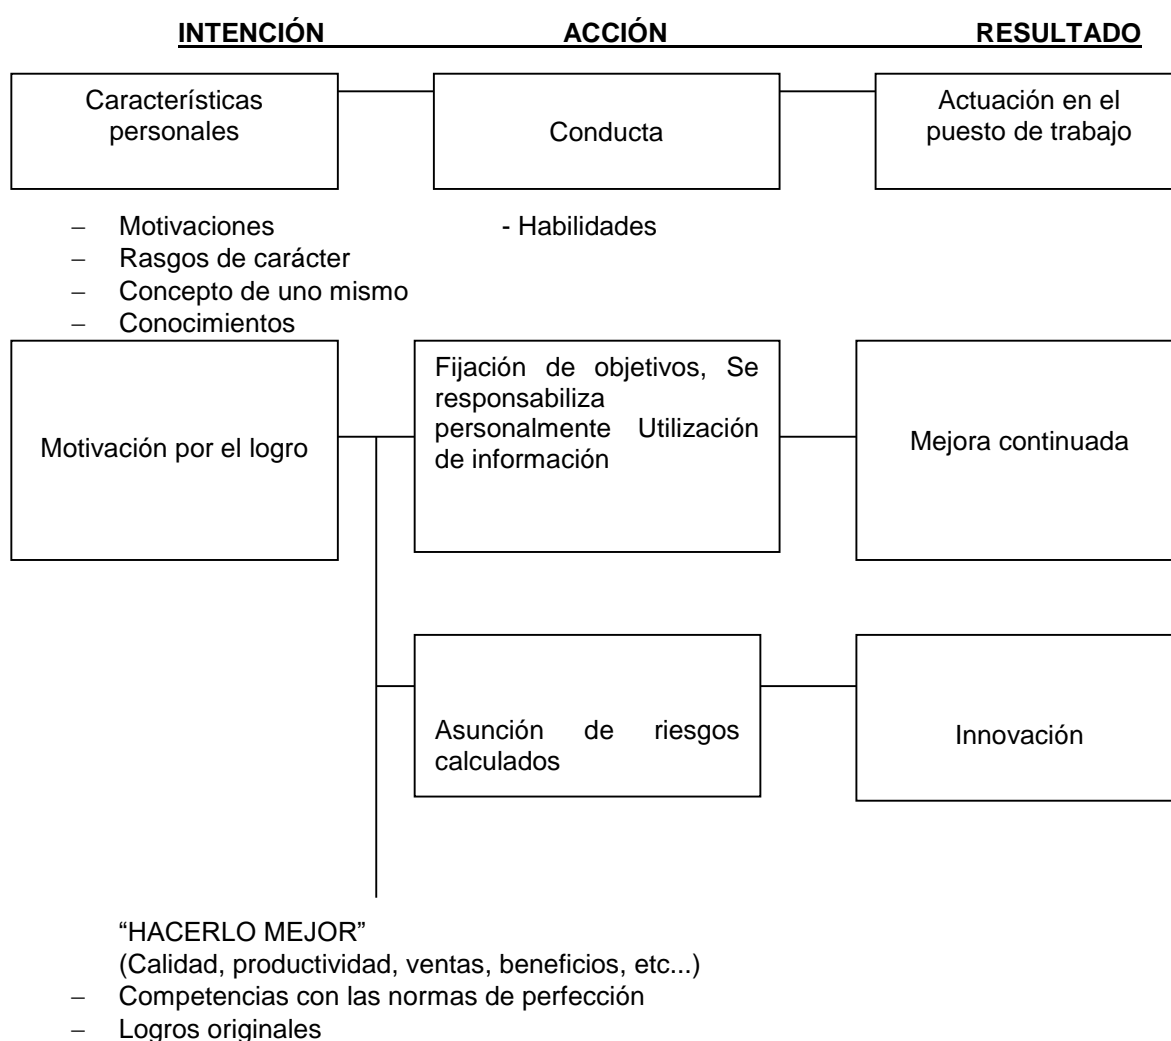 INTENCIÓN ACCIÓN RESULTADO
Características
personales
Conducta
Actuación en el
puesto de trabajo
– Motivaciones - Habilidades
– Rasgos de carácter
– Concepto de uno mismo
– Conocimientos
Motivación por el logro
Fijación de objetivos, Se
responsabiliza
personalmente Utilización
de información
Mejora continuada
Asunción de riesgos
calculados
Innovación
“HACERLO MEJOR”
(Calidad, productividad, ventas, beneficios, etc...)
– Competencias con las normas de perfección
– Logros originales